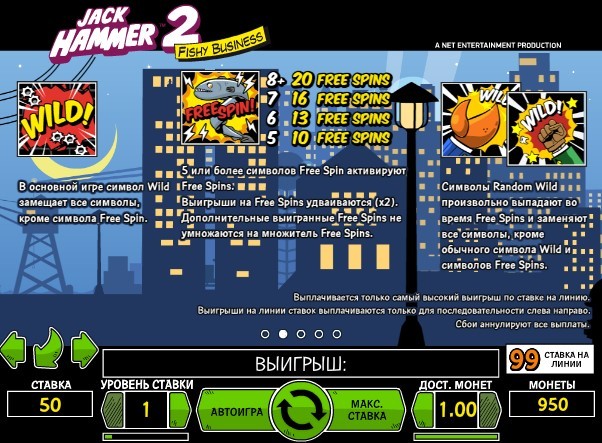 JACK HAMMER™ 2
FISHY BUSINESS
A NET ENTERTAINMENT PRODUCTION
WILD!
FREESPIN!
8+ 20 FREE SPINS
7 16 FREE SPINS
6 13 FREE SPINS
5 10 FREE SPINS
WILD
WILD!
В основной игре символ Wild
замещает все символы,
кроме символа Free Spin.
5 или более символов Free Spin активируют
Free Spins.
Выигрыши на Free Spins удваиваются (x2).
Дополнительные выигранные Free Spins не
умножаются на множитель Free Spins.
Символы Random Wild
произвольно выпадают во
время Free Spins и заменяют
все символы, кроме
обычного символа Wild и
символов Free Spins.
Выплачивается только самый высокий выигрыш по ставке на линию.
Выигрыши на линии ставок выплачиваются только для последовательности слева направо.
Сбои аннулируют все выплаты.
ВЫИГРЫШ:
99 СТАВКА НА
ЛИНИИ
СТАВКА
50
УРОВЕНЬ СТАВКИ
1
АВТОИГРА
МАКС.
СТАВКА
ДОСТ. МОНЕТ
1.00
МОНЕТЫ
950